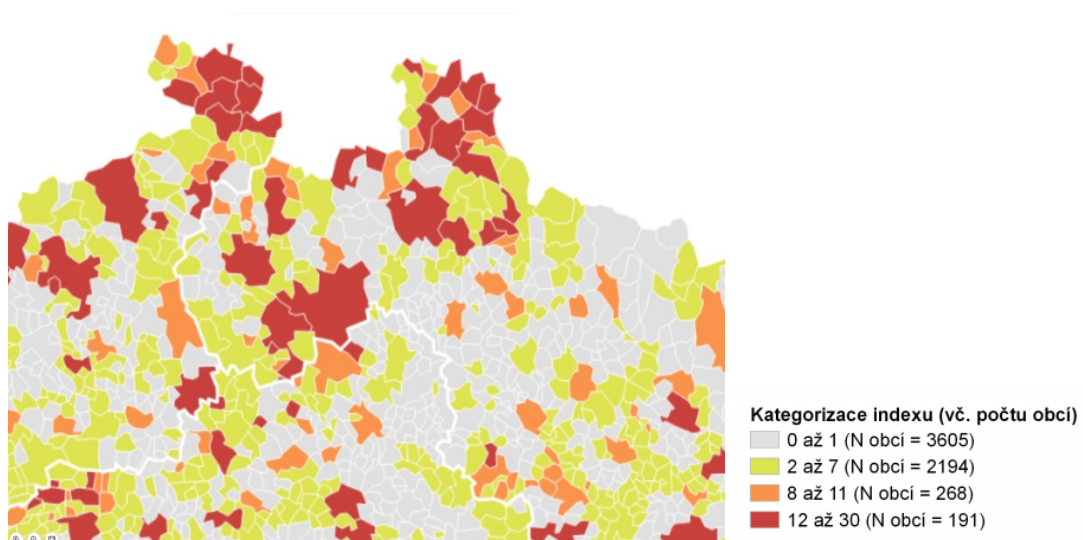 Kategorizace indexu (vč. počtu obcí)
0 až 1 (N obcí = 3605)
2 až 7 (N obcí = 2194)
8 až 11 (N obcí = 268)
12 až 30 (N obcí = 191)